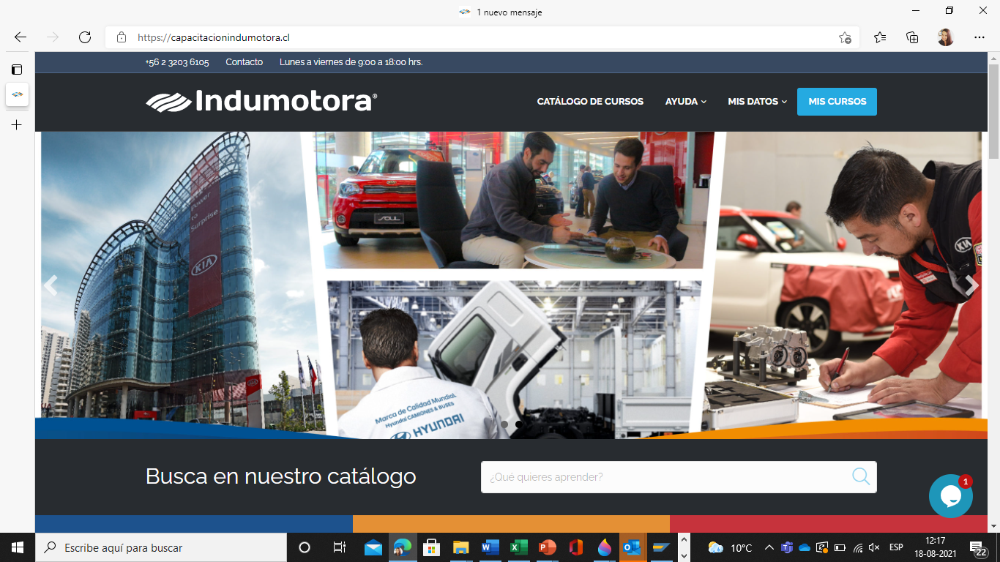 1 nuevo mensaje
https://capacitacionindumotora.cl
+56 2 3203 6105 Contacto Lunes a viernes de 9:00 a 18:00 hrs.
Indumotora®
CATÁLOGO DE CURSOS AYUDA MIS DATOS MIS CURSOS
Power
to
Surprise
KIA
SOUL
KIA
Marca de Calidad Mundial.
Hyundai CAMIONES & BUSES
HYUNDAI
Busca en nuestro catálogo
¿Qué quieres aprender?
1
Escribe aquí para buscar
10°C
ESP
12:17
18-08-2021
22